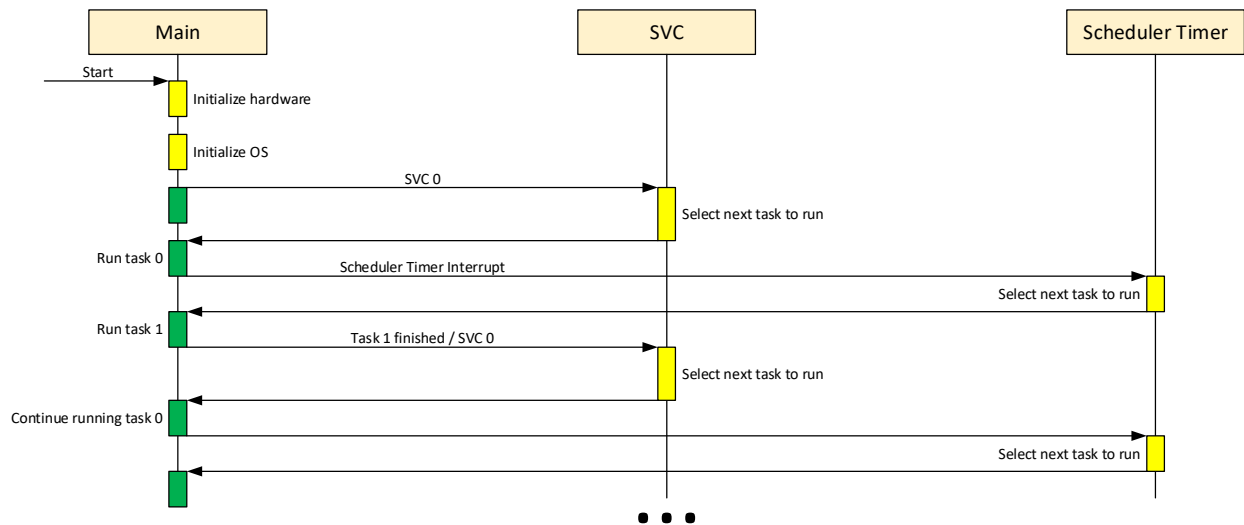 Main
SVC
Scheduler Timer
Start
Initialize hardware
Initialize OS
SVC 0
Select next task to run
Run task 0
Scheduler Timer Interrupt
Select next task to run
Run task 1
Task 1 finished / SVC 0
Select next task to run
Continue running task 0
Select next task to run